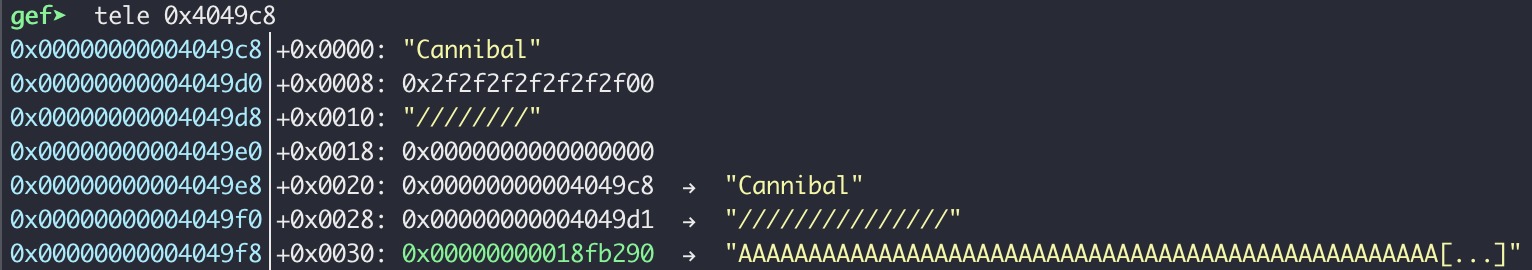 gef➤  tele 0x4049c8
0x00000000004049c8│+0x0000: "Cannibal"
0x00000000004049d0│+0x0008: 0x2f2f2f2f2f2f2f00
0x00000000004049d8│+0x0010: "////////"
0x00000000004049e0│+0x0018: 0x0000000000000000
0x00000000004049e8│+0x0020: 0x00000000004049c8  →  "Cannibal"
0x00000000004049f0│+0x0028: 0x00000000004049d1  →  "///////////////"
0x00000000004049f8│+0x0030: 0x00000000018fb290  →  "AAAAAAAAAAAAAAAAAAAAAAAAAAAAAAAAAAAAAAAAAAAAAAAAAA[...]"